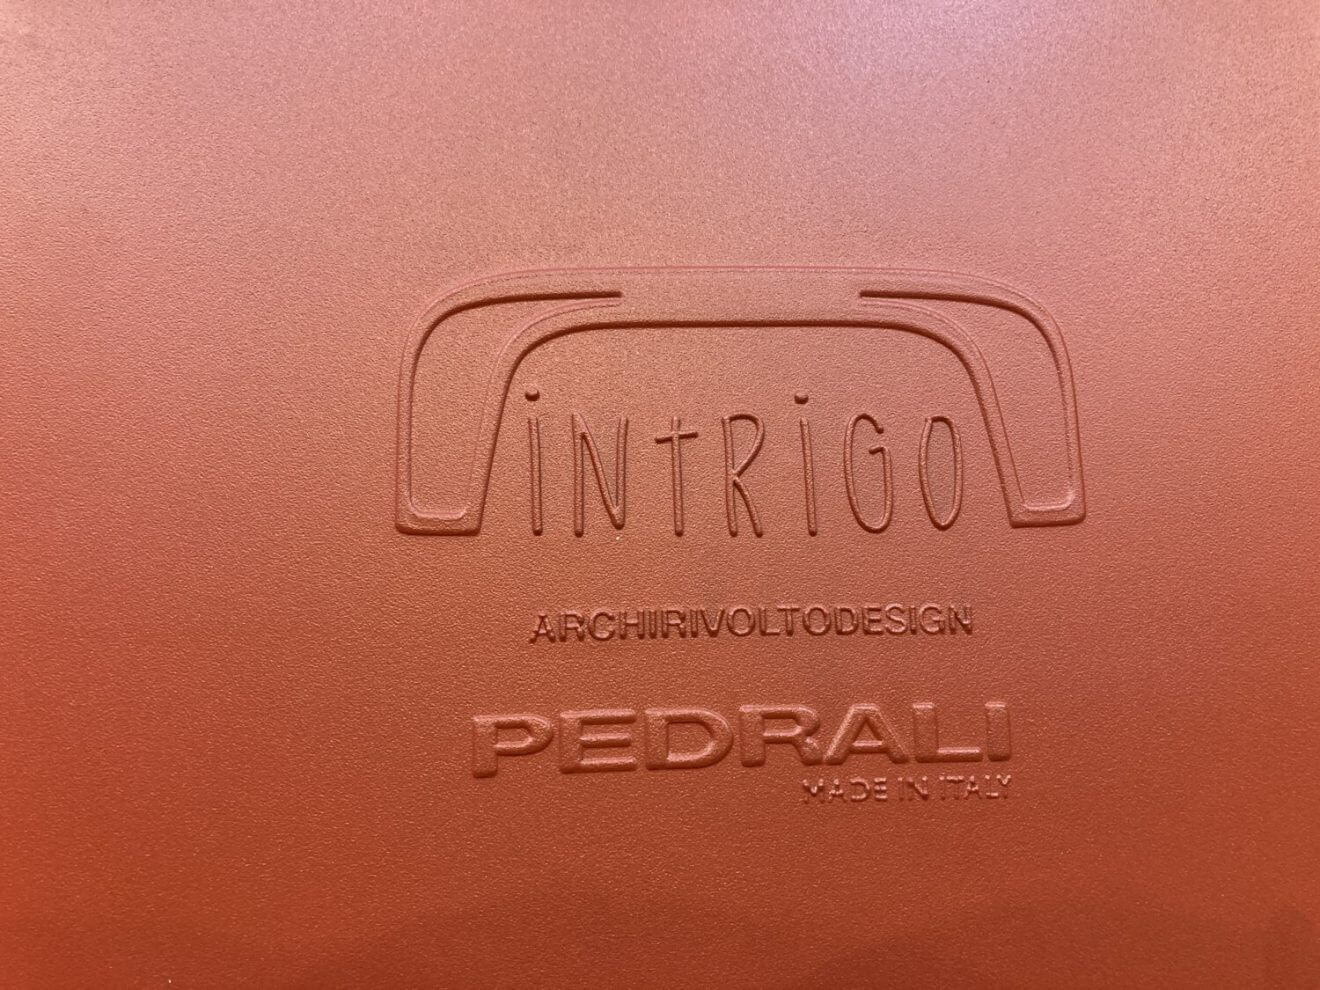 iNtRiGO
ARCHIRIVOLTODESIGN
PEDRALI
MADE IN ITALY